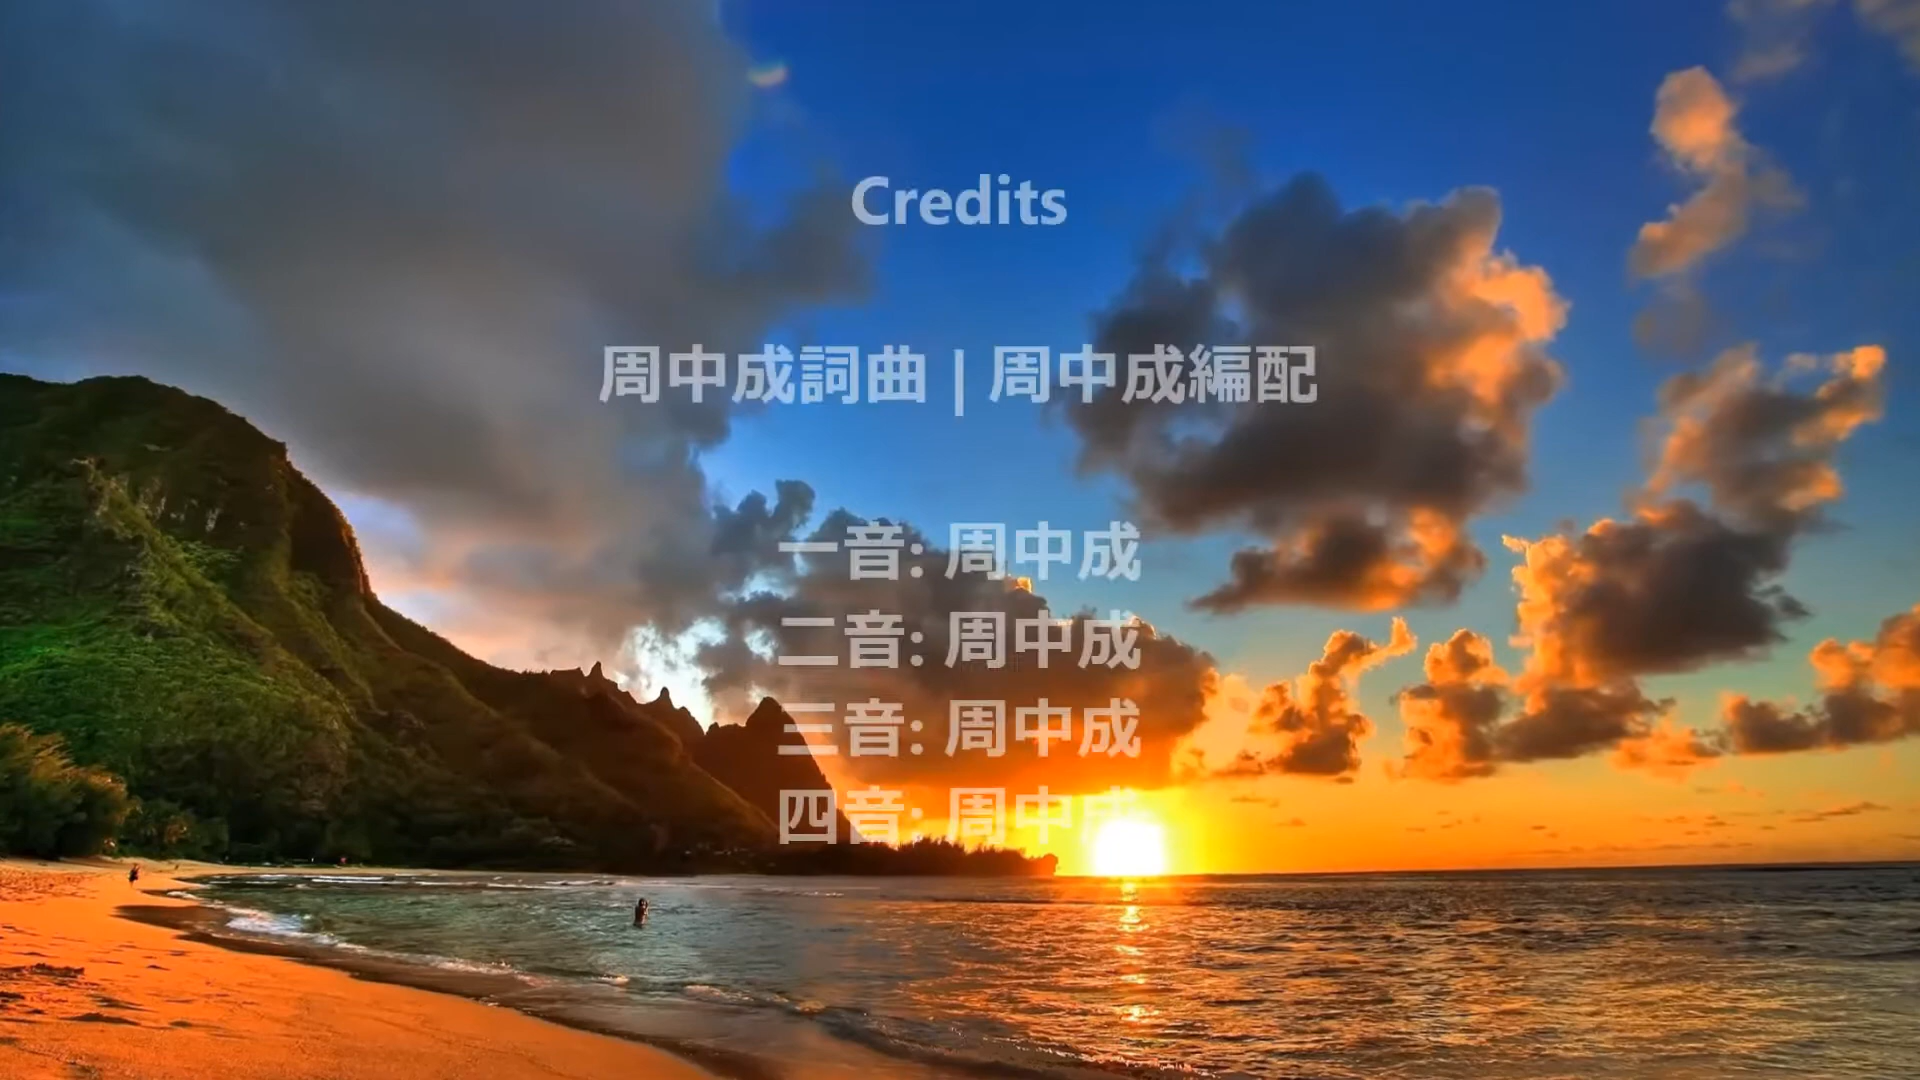 Credits
周中成詞曲 | 周中成編配
一音: 周中成
二音: 周中成
三音: 周中成
四音: 周中成